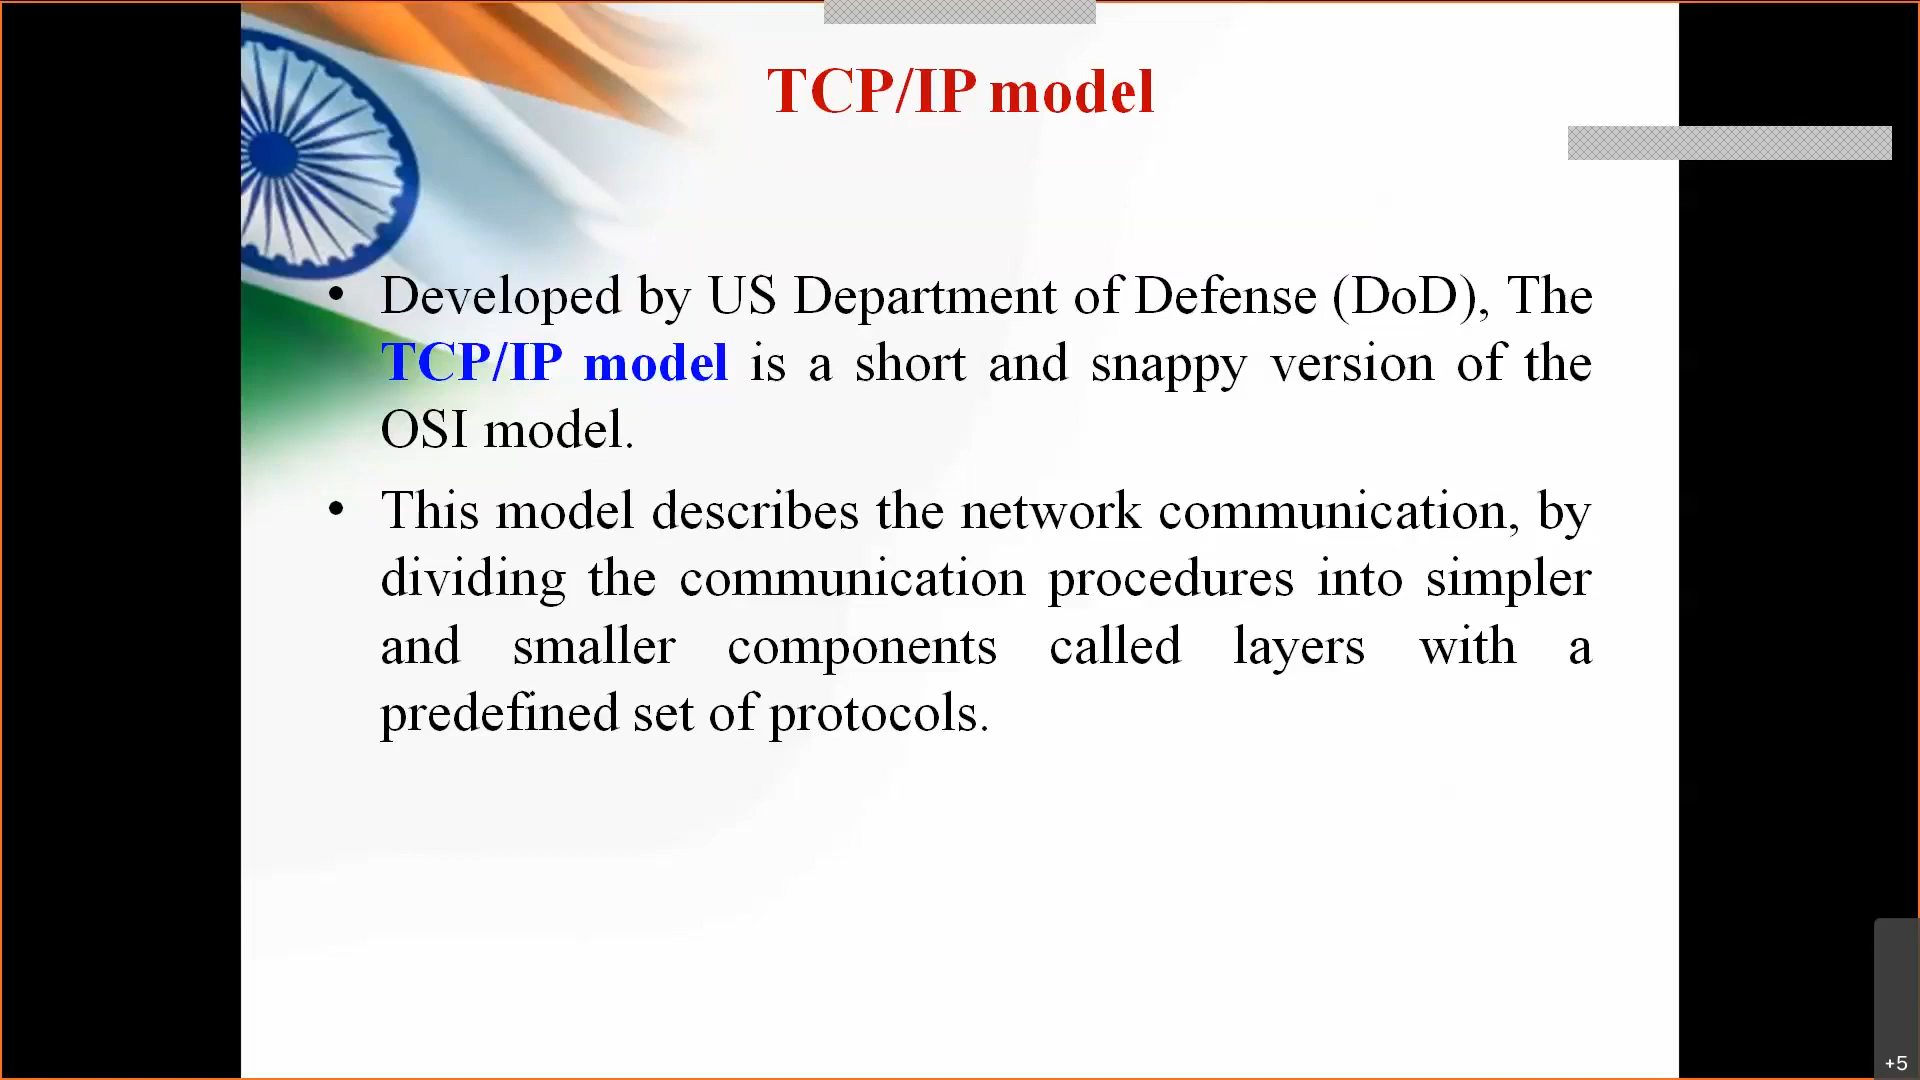 TCP/IP model
• Developed by US Department of Defense (DoD), The
TCP/IP model is a short and snappy version of the
OSI model.
• This model describes the network communication, by
dividing the communication procedures into simpler
and smaller components called layers with a
predefined set of protocols.
+5